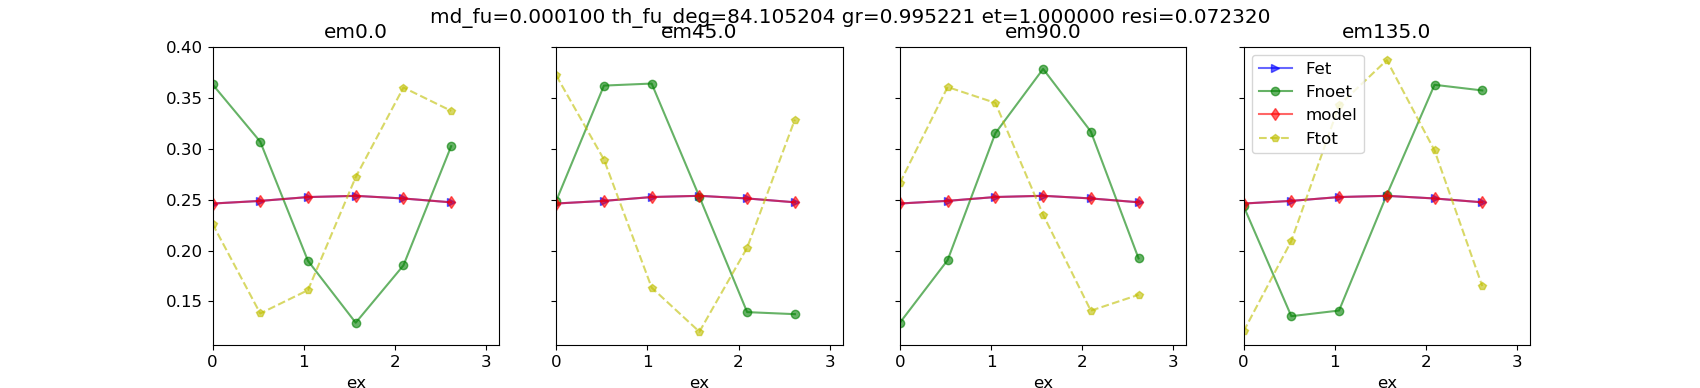 md_fu=0.000100 th_fu_deg=84.105204 gr=0.995221 et=1.000000 resi=0.072320
em0.0 em45.0 em90.0 em135.0
0.40
0.35
0.30
0.25
0.20
0.15
Fet
Fnoet
model
Ftot
0 1 2 3 0 1 2 3 0 1 2 3 0 1 2 3
ex ex ex ex